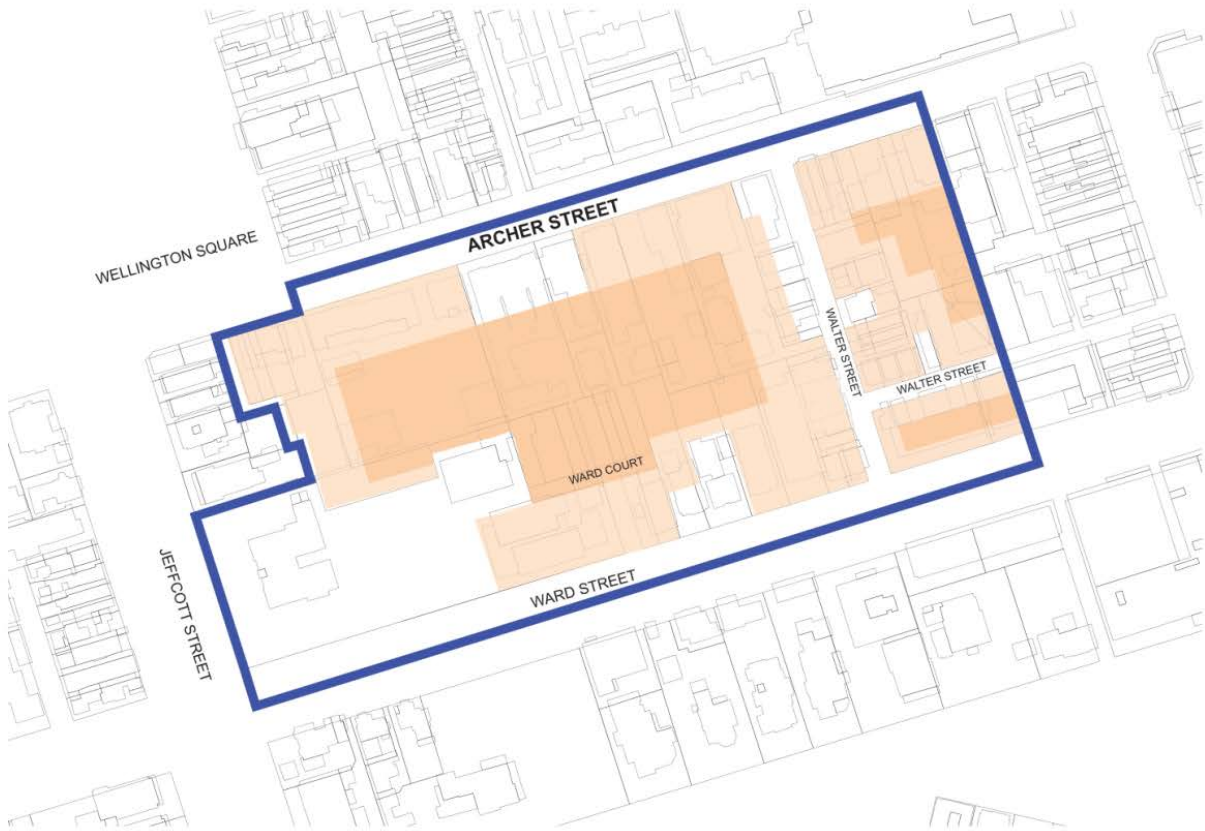 ARCHER STREET
WELLINGTON SQUARE
WALTER STREET
WALTER STREET
WARD COURT
WARD STREET
JEFFCOTT STREET